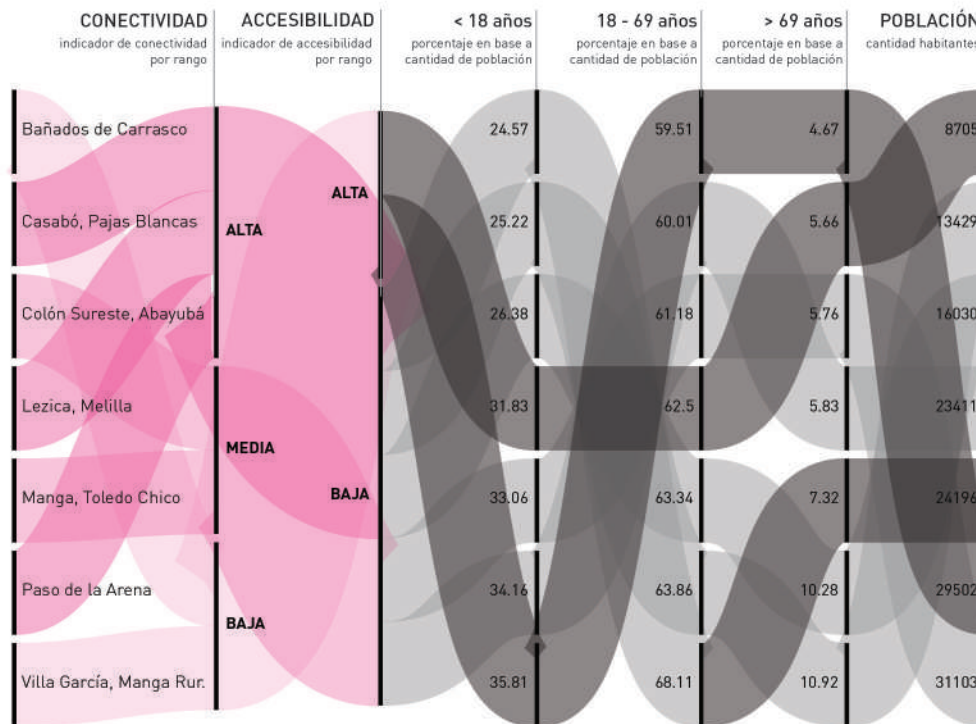 CONECTIVIDAD
indicador de conectividad
por rango
ACCESIBILIDAD
indicador de accesibilidad
por rango
< 18 años
porcentaje en base a
cantidad de población
18 - 69 años
porcentaje en base a
cantidad de población
> 69 años
porcentaje en base a
cantidad de población
POBLACIÓN
cantidad habitantes
Bañados de Carrasco
24.57
59.51
4.67
8705
ALTA
Casabó, Pajas Blancas
ALTA
25.22
60.01
5.66
13429
Colón Sureste, Abayubá
26.38
61.18
5.76
16030
Lezica, Melilla
31.83
62.5
5.83
23411
MEDIA
Manga, Toledo Chico
BAJA
33.06
63.34
7.32
24196
Paso de la Arena
34.16
63.86
10.28
29502
BAJA
Villa García, Manga Rur.
35.81
68.11
10.92
31103